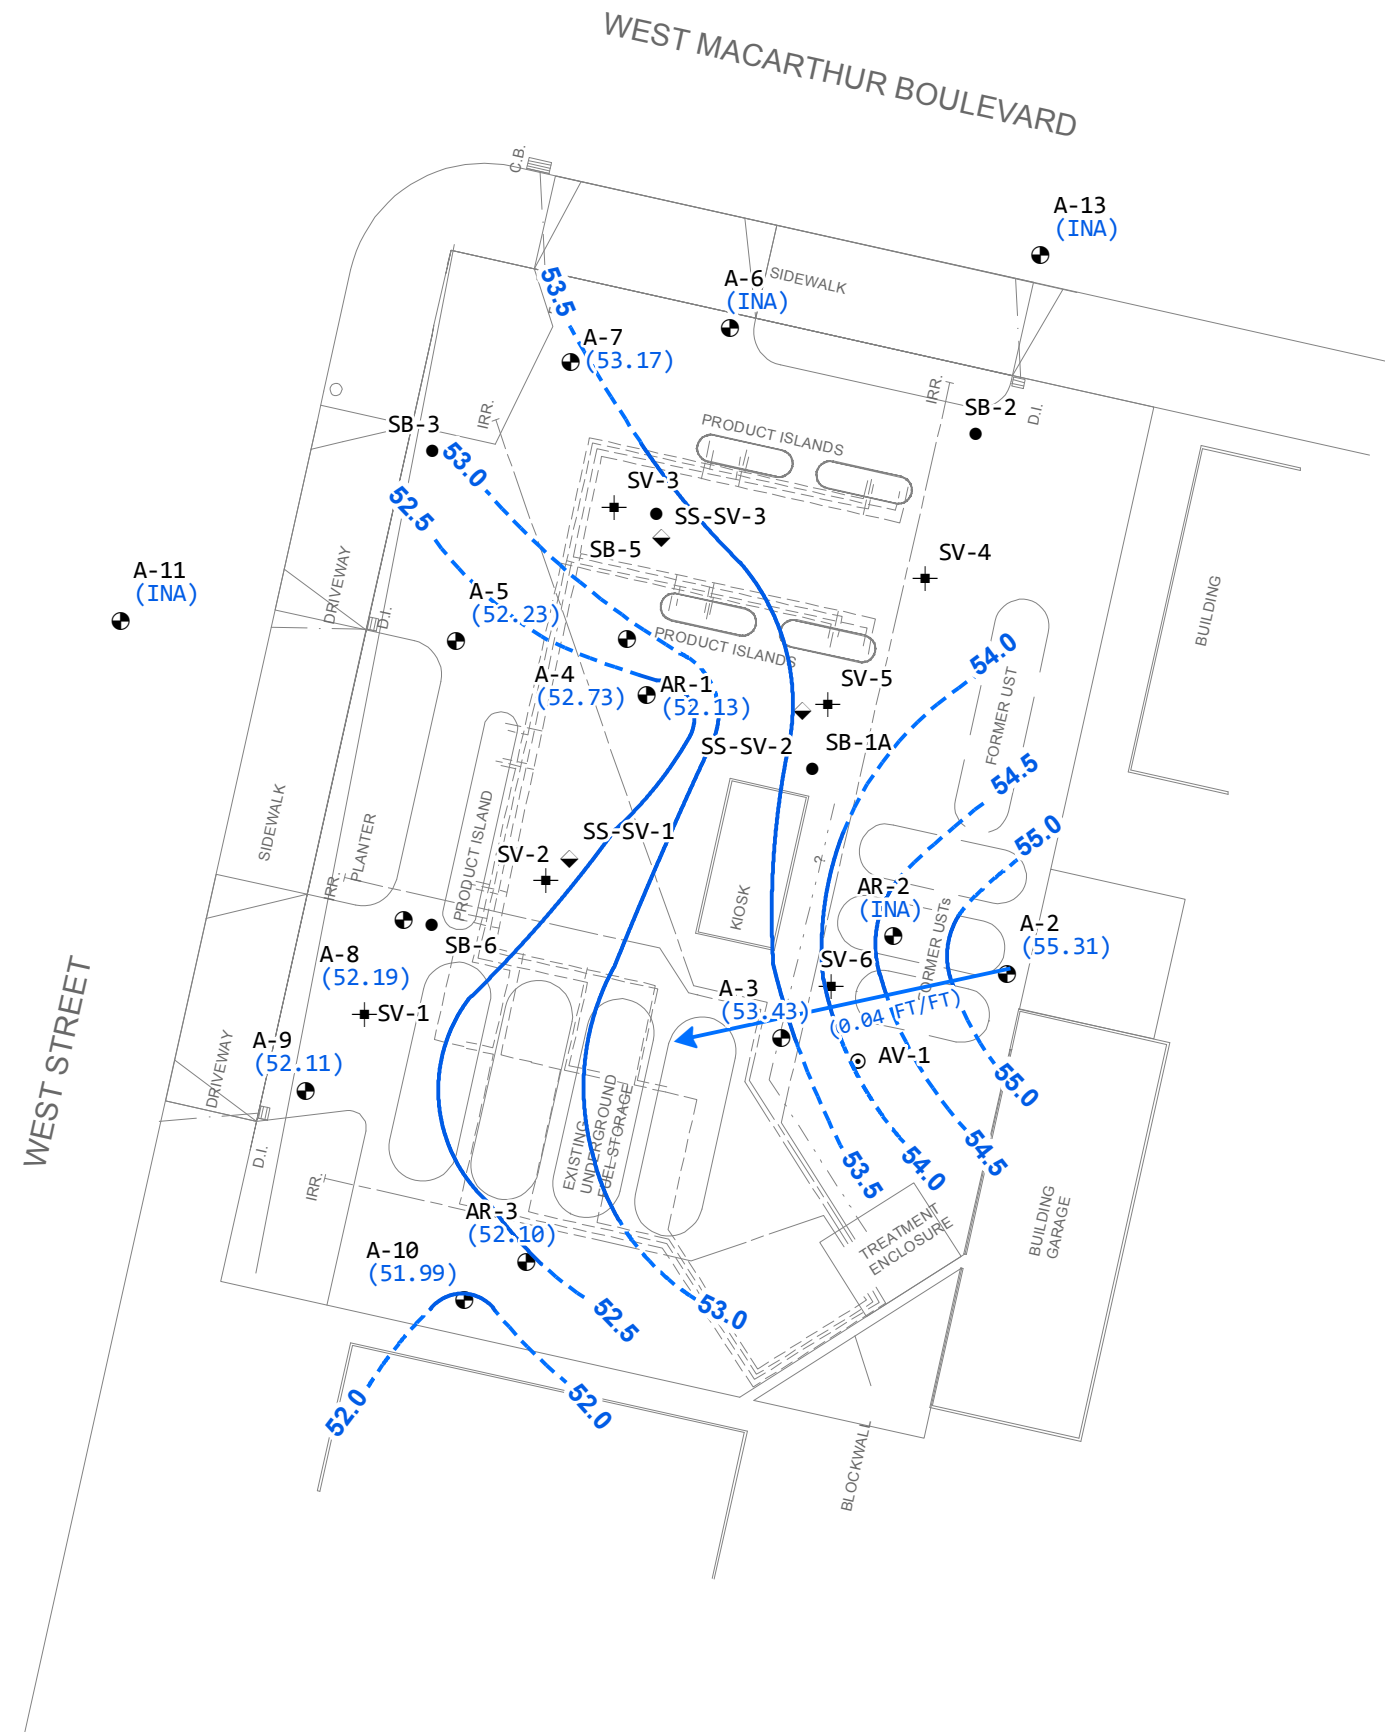 WEST MACARTHUR BOULEVARD
C.B.
A-13
(INA)
A-6
(INA)
SIDEWALK
53.5
A-7
(53.17)
IRR.
D.I.
SB-2
SB-3
IRR.
PRODUCT ISLANDS
53.0
52.5
SV-3
SS-SV-3
SB-5
SV-4
A-11
(INA)
DRIVEWAY
D.I.
A-5
(52.23)
BUILDING
PRODUCT ISLANDS
54.0
A-4
(52.73)
AR-1
(52.13)
SV-5
FORMER UST
SS-SV-2
SB-1A
54.5
SIDEWALK
PLANTER
PRODUCT ISLAND
SS-SV-1
SV-2
55.0
?
IRR.
KIOSK
AR-2
(INA)
FORMER USTs
A-2
(55.31)
SB-6
A-8
(52.19)
SV-6
A-3
(53.43)
(0.04 FT/FT)
SV-1
WEST STREET
DRIVEWAY
A-9
(52.11)
AV-1
55.0
EXISTING
UNDERGROUND
FUEL STORAGE
D.I.
IRR.
53.5
54.0
54.5
AR-3
(52.10)
TREATMENT
ENCLOSURE
BUILDING
GARAGE
A-10
(51.99)
52.5
53.0
52.0
52.0
BLOCKWALL